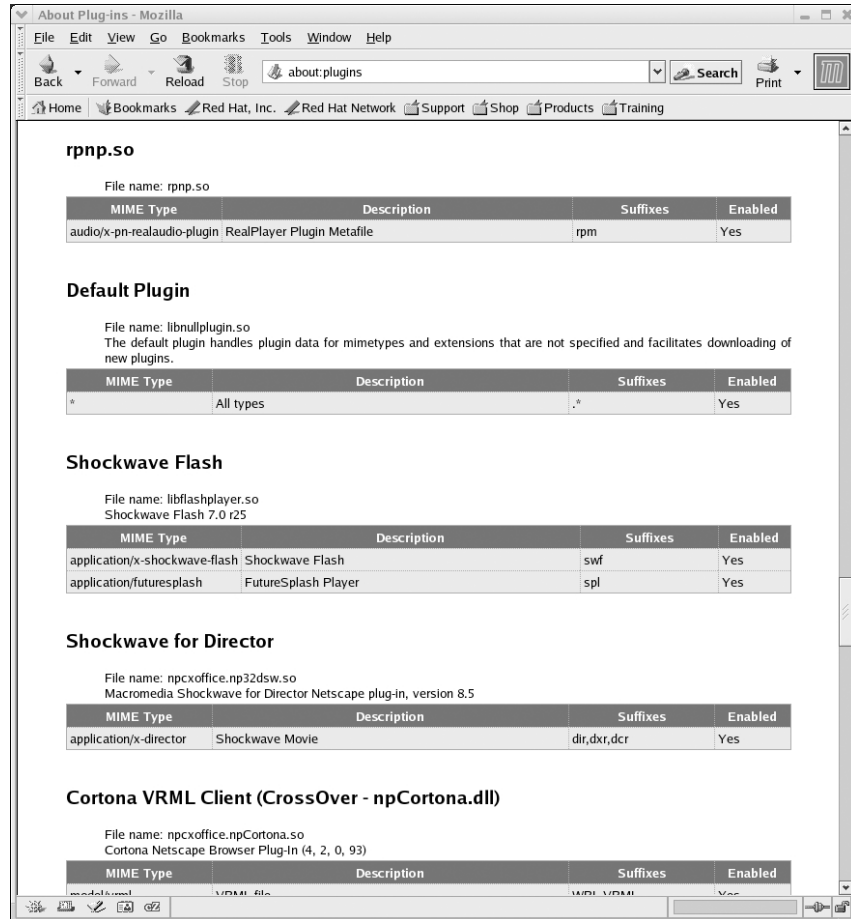 About Plug-ins - Mozilla
File Edit View Go Bookmarks Tools Window Help
Back Forward Reload Stop about:plugins Search Print
Home Bookmarks Red Hat, Inc. Red Hat Network Support Shop Products Training
rpnp.so
File name: rpnp.so
MIME Type Description Suffixes Enabled
audio/x-pn-realaudio-plugin RealPlayer Plugin Metafile rpm Yes
Default Plugin
File name: libnullplugin.so
The default plugin handles plugin data for mimetypes and extensions that are not specified and facilitates downloading of
new plugins.
MIME Type Description Suffixes Enabled
* All types .* Yes
Shockwave Flash
File name: libflashplayer.so
Shockwave Flash 7.0 r25
MIME Type Description Suffixes Enabled
application/x-shockwave-flash Shockwave Flash swf Yes
application/futuresplash FutureSplash Player spl Yes
Shockwave for Director
File name: npcxoffice.np32dsw.so
Macromedia Shockwave for Director Netscape plug-in, version 8.5
MIME Type Description Suffixes Enabled
application/x-director Shockwave Movie dir,dxr,dcr Yes
Cortona VRML Client (CrossOver - npCortona.dll)
File name: npcxoffice.npCortona.so
Cortona Netscape Browser Plug-In (4, 2, 0, 93)
MIME Type Description Suffixes Enabled
model/vrml VRML file WRL,VRML Yes